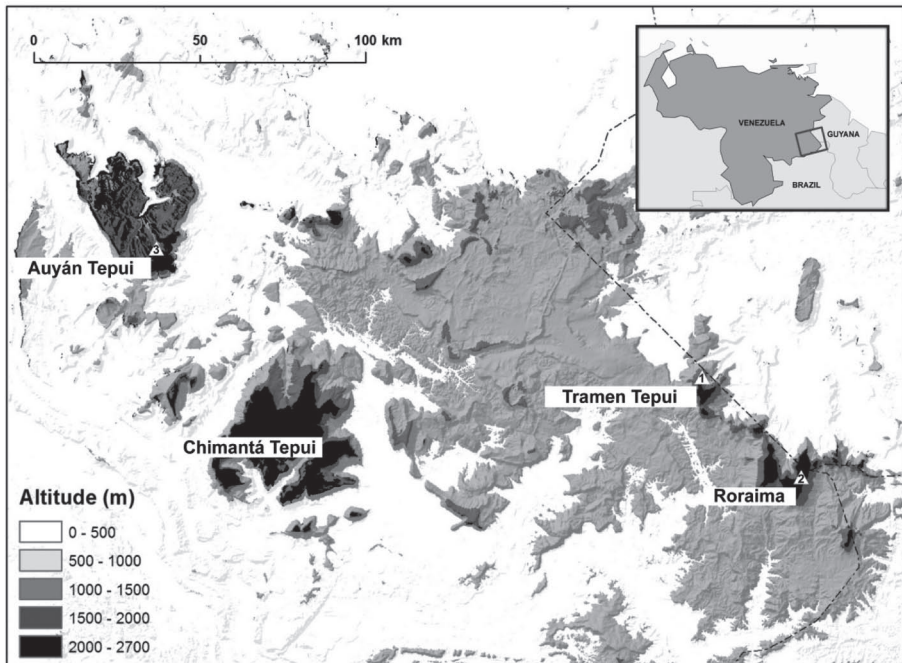 0 50 100 km
VENEZUELA
GUYANA
BRAZIL
3
Auyán Tepui
1
Tramen Tepui
Chimantá Tepui
2
Roraima
Altitude (m)
0 - 500
500 - 1000
1000 - 1500
1500 - 2000
2000 - 2700